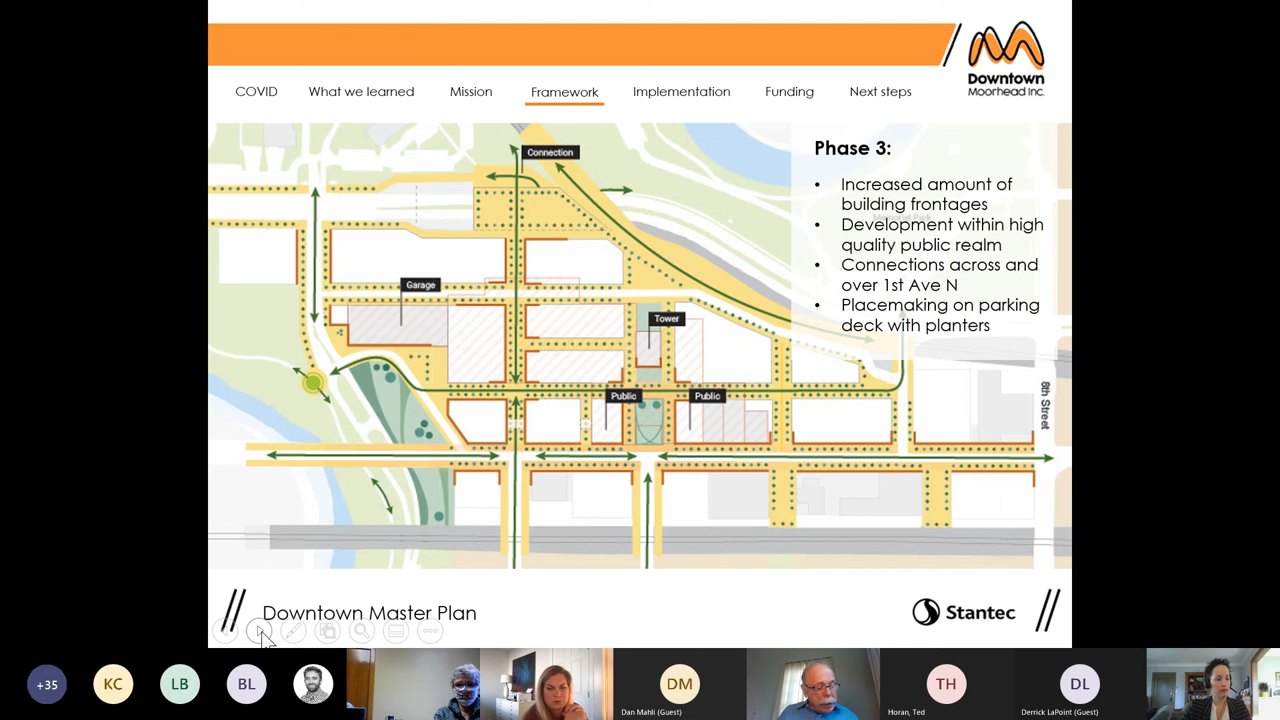 Downtown
Moorhead Inc.
COVID
What we learned
Mission
Framework
Implementation
Funding
Next steps
Connection
Phase 3:
• Increased amount of
building frontages
• Development within high
quality public realm
• Connections across and
over 1st Ave N
• Placemaking on parking
deck with planters
Memorial Park
Garage
Tower
Public
Public
8th Street
Downtown Master Plan
Stantec
+35
KC
LB
BL
DM
Dan Mahli (Guest)
TH
Horan, Ted
DL
Derrick LaPoint (Guest)